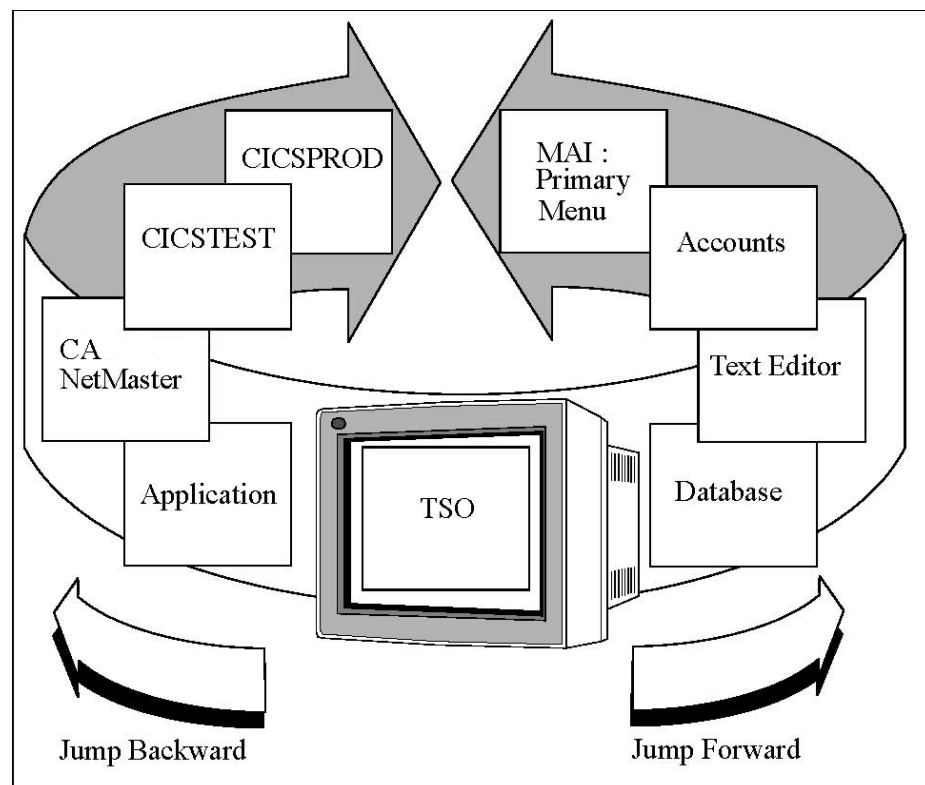 CICSPROD
MAI :
Primary
Menu
CICSTEST
Accounts
CA
NetMaster
Text Editor
Application
TSO
Database
Jump Backward
Jump Forward